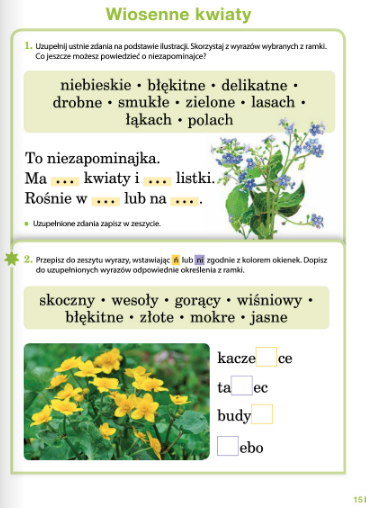 Wiosenne kwiaty
1. Uzupełnij ustnie zdania na podstawie ilustracji. Skorzystaj z wyrazów wybranych z ramki.
Co jeszcze możesz powiedzieć o niezapominajce?
niebieskie • błękitne • delikatne •
drobne • smukłe • zielone • lasach •
łąkach • polach
To niezapominajka.
Ma ... kwiaty i ... listki.
Rośnie w ... lub na ... .
• Uzupełnione zdania zapisz w zeszycie.
2. Przepisz do zeszytu wyrazy, wstawiając ń lub ni zgodnie z kolorem okienek. Dopisz
do uzupełnionych wyrazów odpowiednie określenia z ramki.
skoczny • wesoły • gorący • wiśniowy •
błękitne • złote • mokre • jasne
kacze ce
ta ec
budy
ebo
151